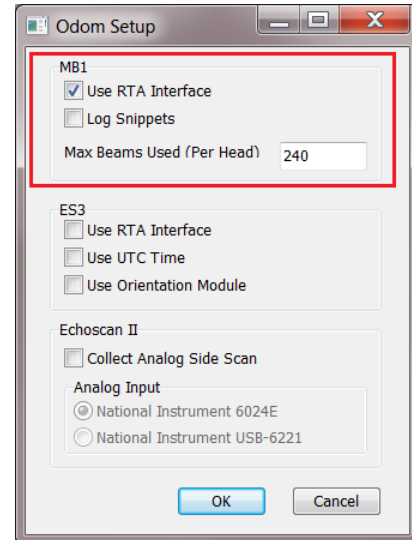 Odom Setup
MB1
Use RTA Interface
Log Snippets
Max Beams Used (Per Head) 240
ES3
Use RTA Interface
Use UTC Time
Use Orientation Module
Echoscan II
Collect Analog Side Scan
Analog Input
National Instrument 6024E
National Instrument USB-6221
OK Cancel